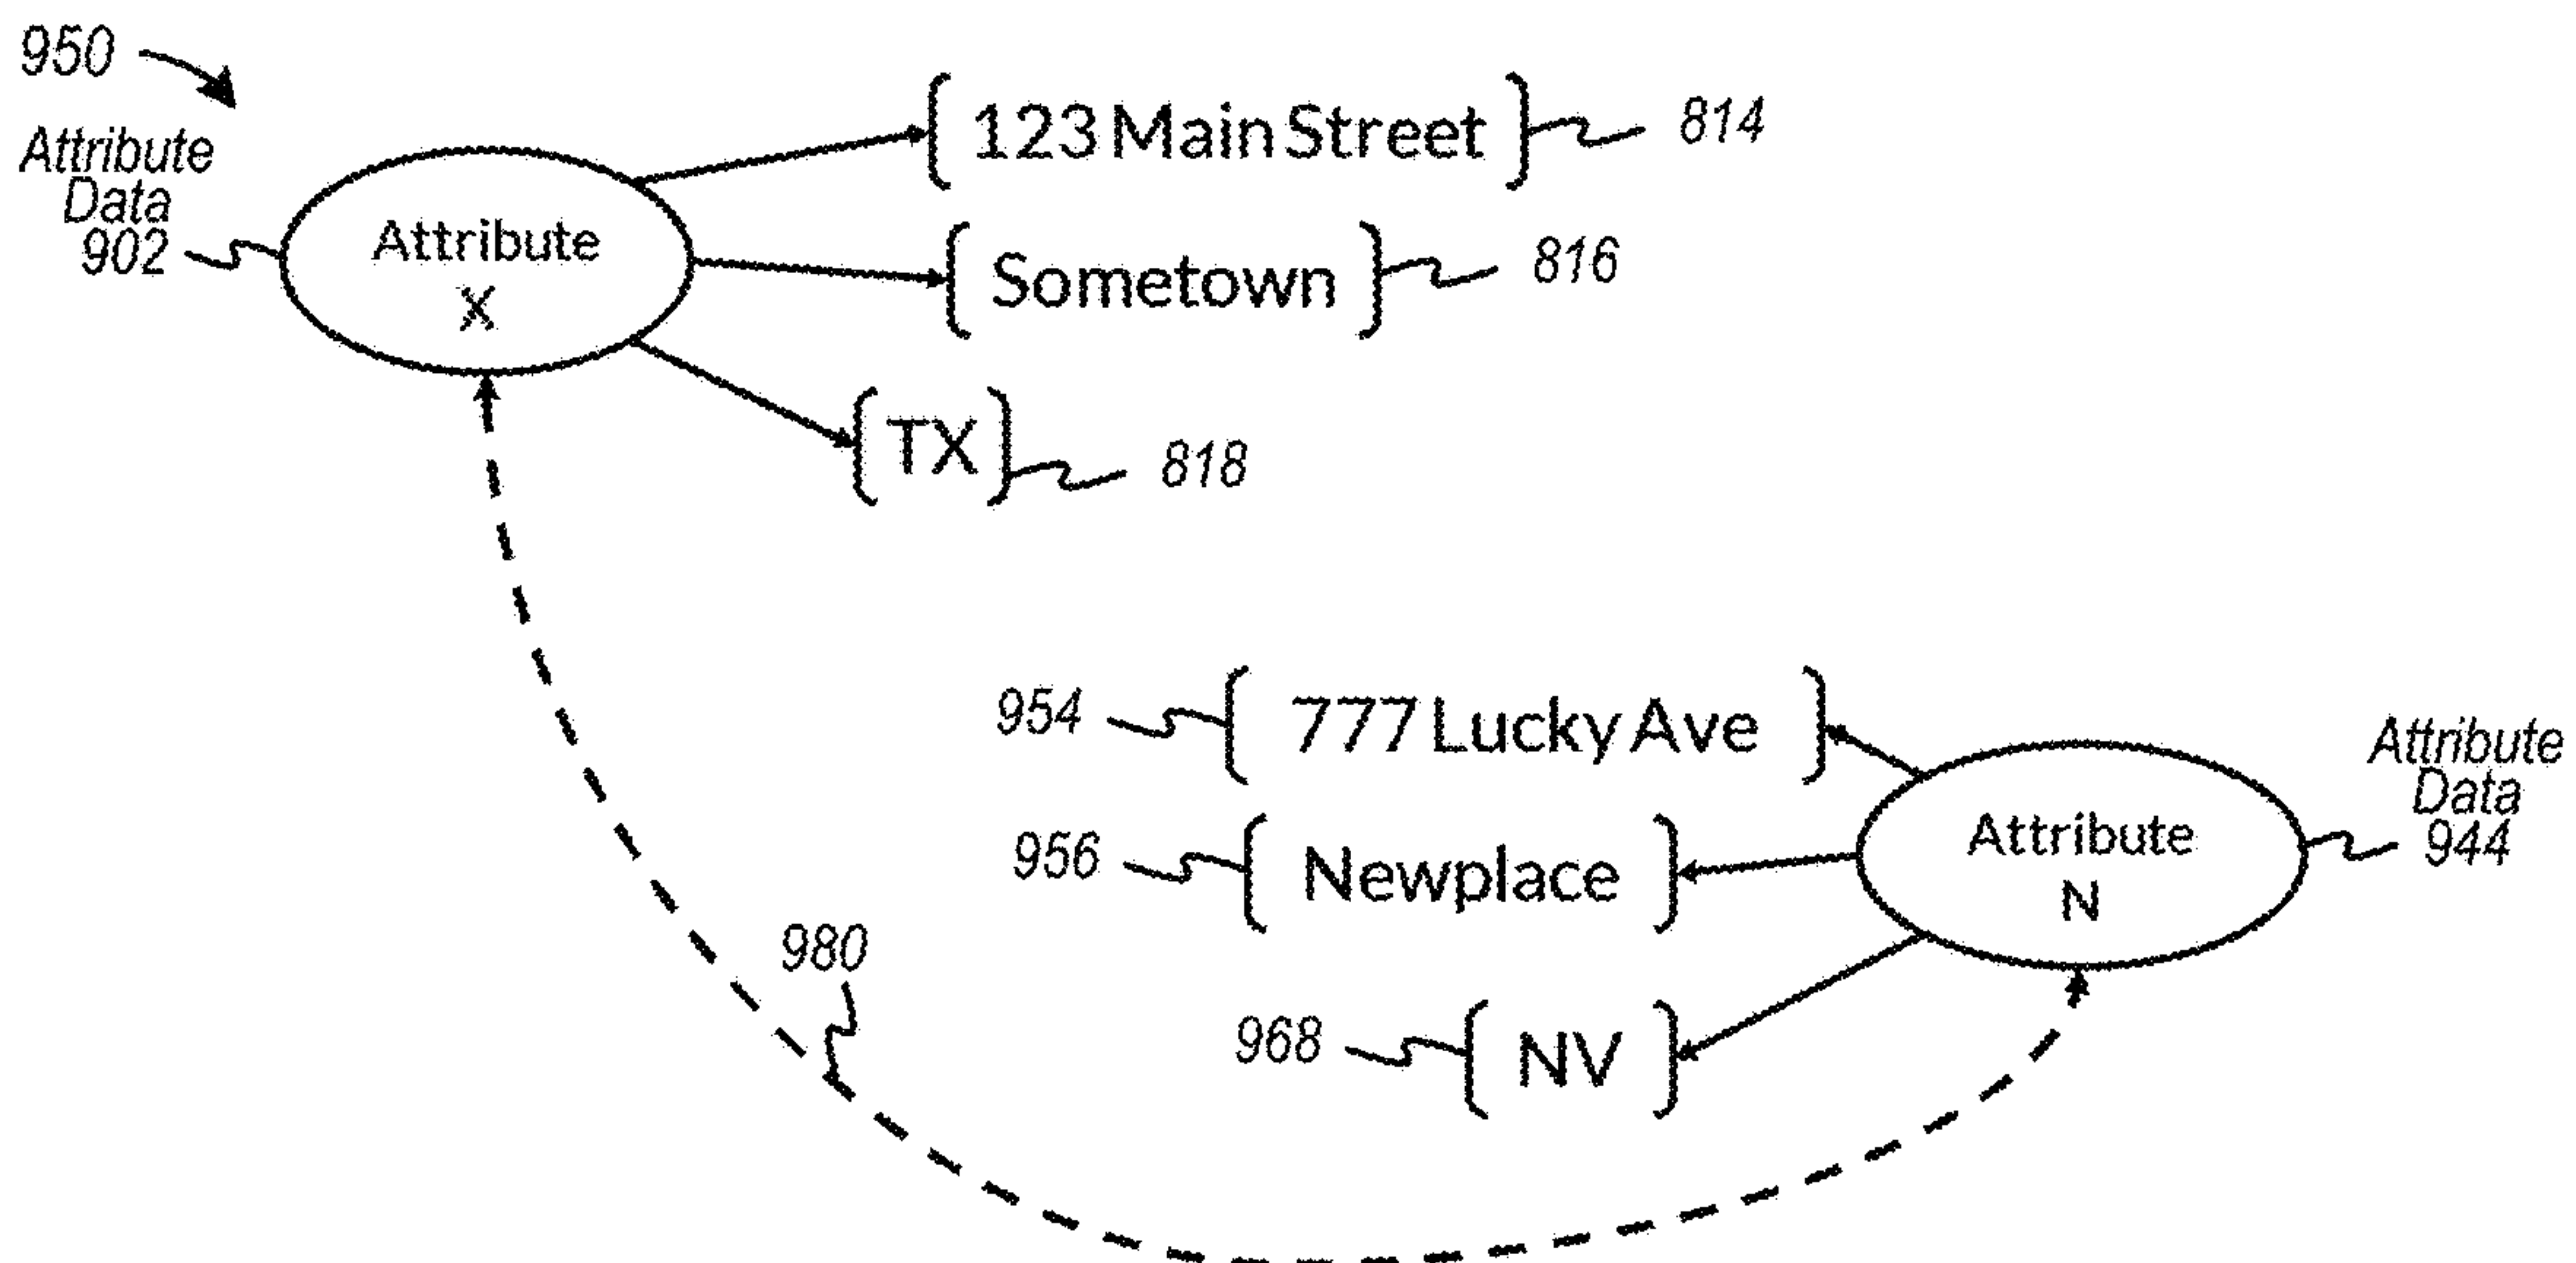 950
Attribute
Data
902
Attribute
X
123 Main Street
814
Sometown
816
TX
818
954
777 Lucky Ave
956
Newplace
968
NV
Attribute
N
Attribute
Data
944
980